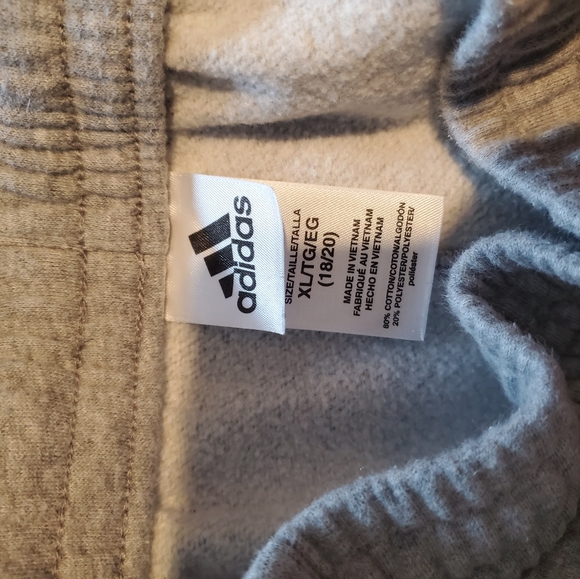 adidas
SIZE/TAILLE/TALLA
XL/TG/EG
(18/20)
MADE IN VIETNAM
FABRIQUÉ AU VIETNAM
HECHO EN VIETNAM
80% COTTON/COTON/ALGODÓN
20% POLYESTER/POLYESTER/
poliéster